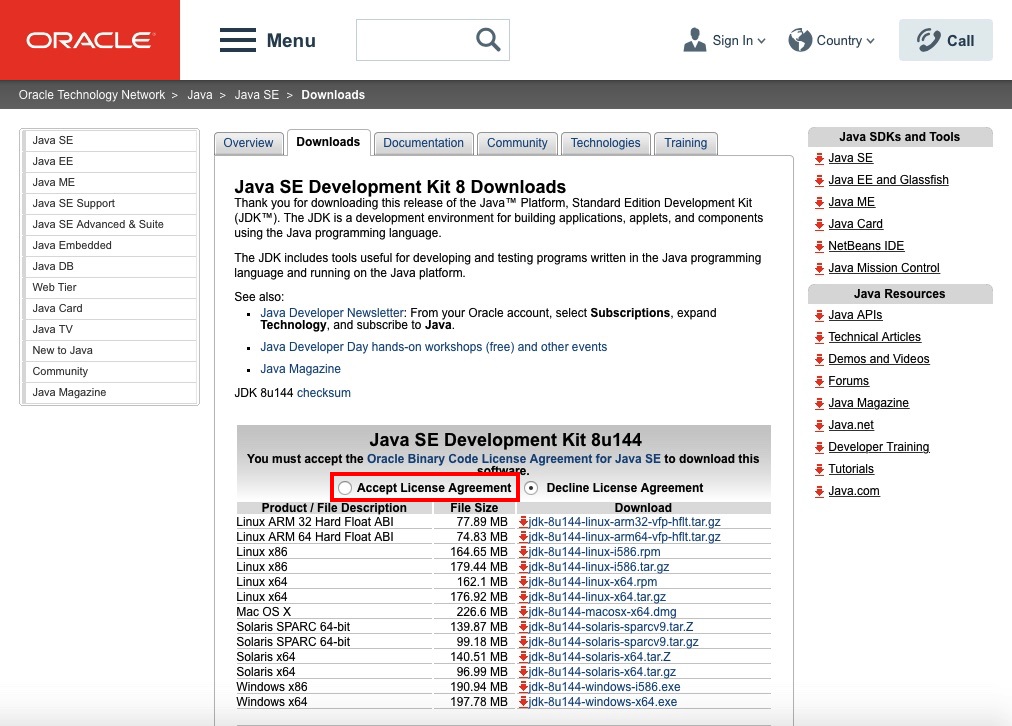 ORACLE
Menu
Sign In
Country
Call
Oracle Technology Network > Java > Java SE > Downloads
Java SE
Java EE
Java ME
Java SE Support
Java SE Advanced & Suite
Java Embedded
Java DB
Web Tier
Java Card
Java TV
New to Java
Community
Java Magazine
Overview Downloads Documentation Community Technologies Training
Java SE Development Kit 8 Downloads
Thank you for downloading this release of the Java™ Platform, Standard Edition Development Kit
(JDK™). The JDK is a development environment for building applications, applets, and components
using the Java programming language.
The JDK includes tools useful for developing and testing programs written in the Java programming
language and running on the Java platform.
See also:
Java Developer Newsletter: From your Oracle account, select Subscriptions, expand
Technology, and subscribe to Java.
Java Developer Day hands-on workshops (free) and other events
Java Magazine
JDK 8u144 checksum
Java SE Development Kit 8u144
You must accept the Oracle Binary Code License Agreement for Java SE to download this
software.
Accept License Agreement Decline License Agreement
Product / File Description File Size Download
Linux ARM 32 Hard Float ABI 77.89 MB jdk-8u144-linux-arm32-vfp-hflt.tar.gz
Linux ARM 64 Hard Float ABI 74.83 MB jdk-8u144-linux-arm64-vfp-hflt.tar.gz
Linux x86 164.65 MB jdk-8u144-linux-i586.rpm
Linux x86 179.44 MB jdk-8u144-linux-i586.tar.gz
Linux x64 162.1 MB jdk-8u144-linux-x64.rpm
Linux x64 176.92 MB jdk-8u144-linux-x64.tar.gz
Mac OS X 226.6 MB jdk-8u144-macosx-x64.dmg
Solaris SPARC 64-bit 139.87 MB jdk-8u144-solaris-sparcv9.tar.Z
Solaris SPARC 64-bit 99.18 MB jdk-8u144-solaris-sparcv9.tar.gz
Solaris x64 140.51 MB jdk-8u144-solaris-x64.tar.Z
Solaris x64 96.99 MB jdk-8u144-solaris-x64.tar.gz
Windows x86 190.94 MB jdk-8u144-windows-i586.exe
Windows x64 197.78 MB jdk-8u144-windows-x64.exe
Java SDKs and Tools
Java SE
Java EE and Glassfish
Java ME
Java Card
NetBeans IDE
Java Mission Control
Java Resources
Java APIs
Technical Articles
Demos and Videos
Forums
Java Magazine
Java.net
Developer Training
Tutorials
Java.com